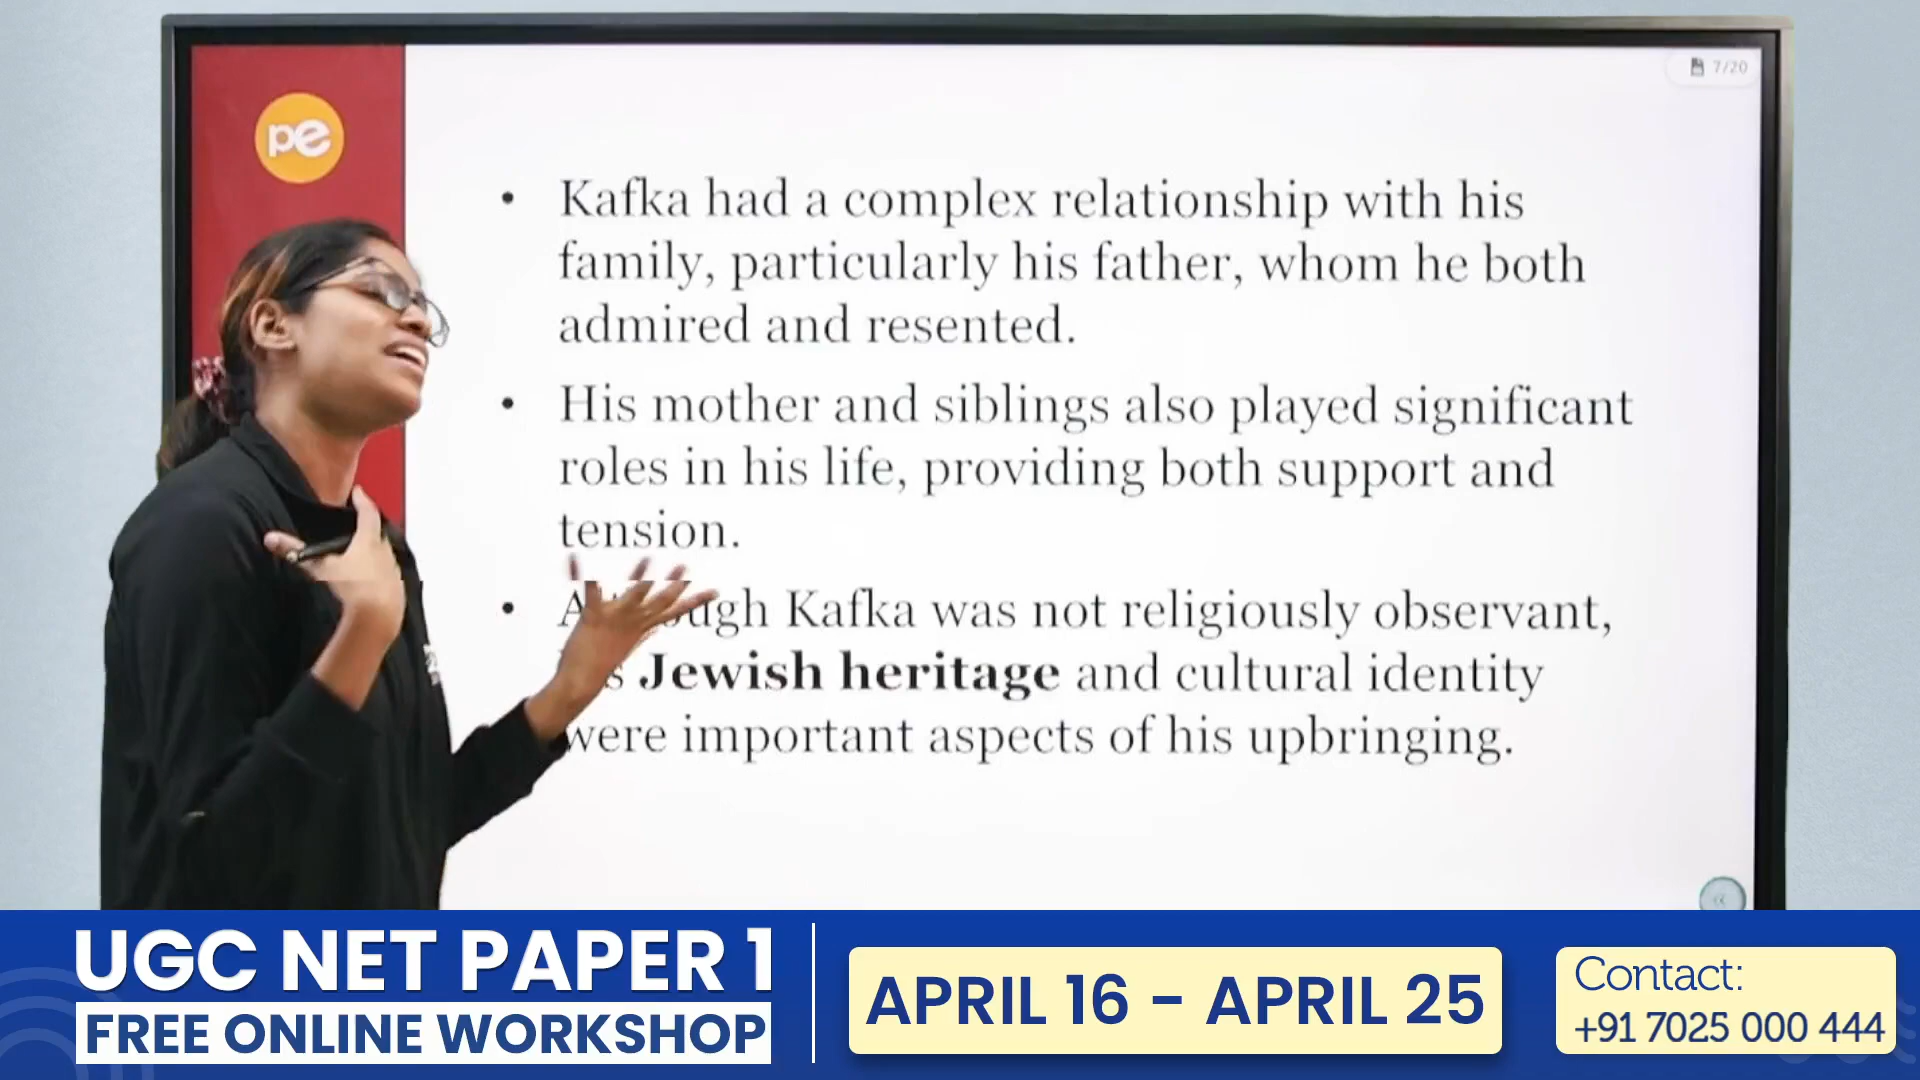 pe
7/20
• Kafka had a complex relationship with his
family, particularly his father, whom he both
admired and resented.
• His mother and siblings also played significant
roles in his life, providing both support and
tension.
• Kafka was not religiously observant,
Jewish heritage and cultural identity
were important aspects of his upbringing.
UGC NET PAPER 1
FREE ONLINE WORKSHOP
APRIL 16 - APRIL 25
Contact:
+91 7025 000 444